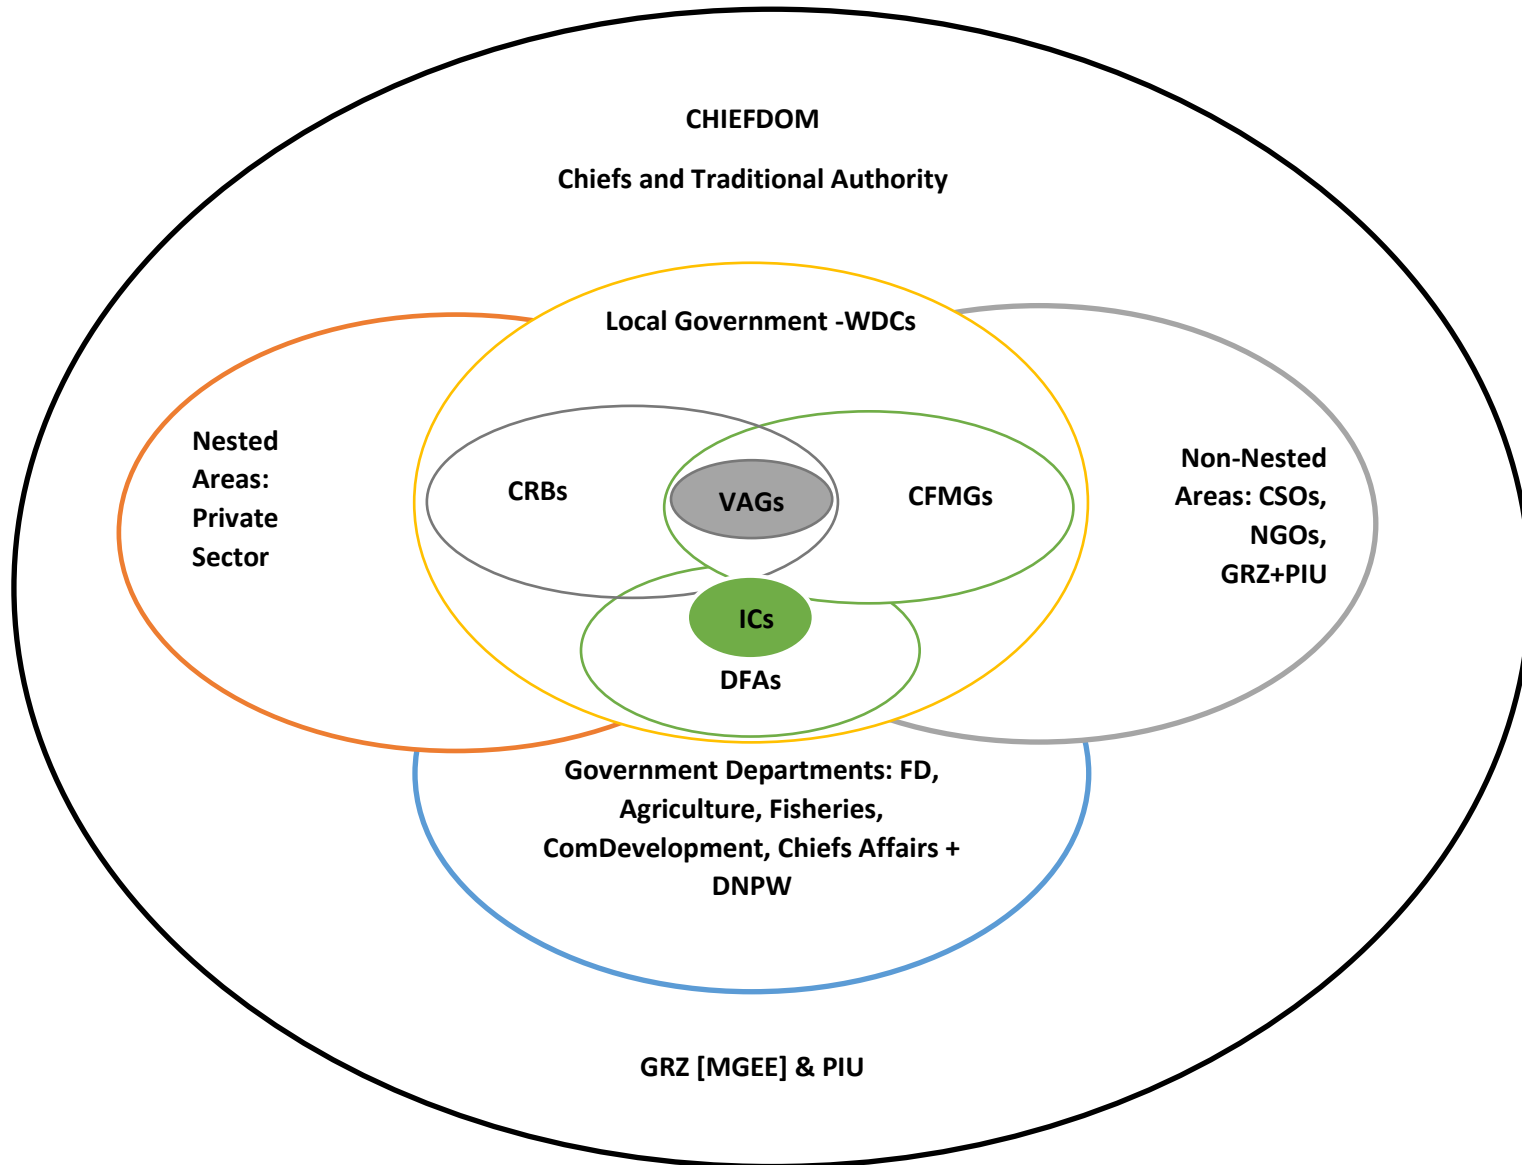 CHIEFDOM
Chiefs and Traditional Authority
Local Government -WDCs
Nested
Areas:
Private
Sector
CRBs
VAGs
CFMGs
Non-Nested
Areas: CSOs,
NGOs,
GRZ+PIU
ICs
DFAs
Government Departments: FD,
Agriculture, Fisheries,
ComDevelopment, Chiefs Affairs +
DNPW
GRZ [MGEE] & PIU